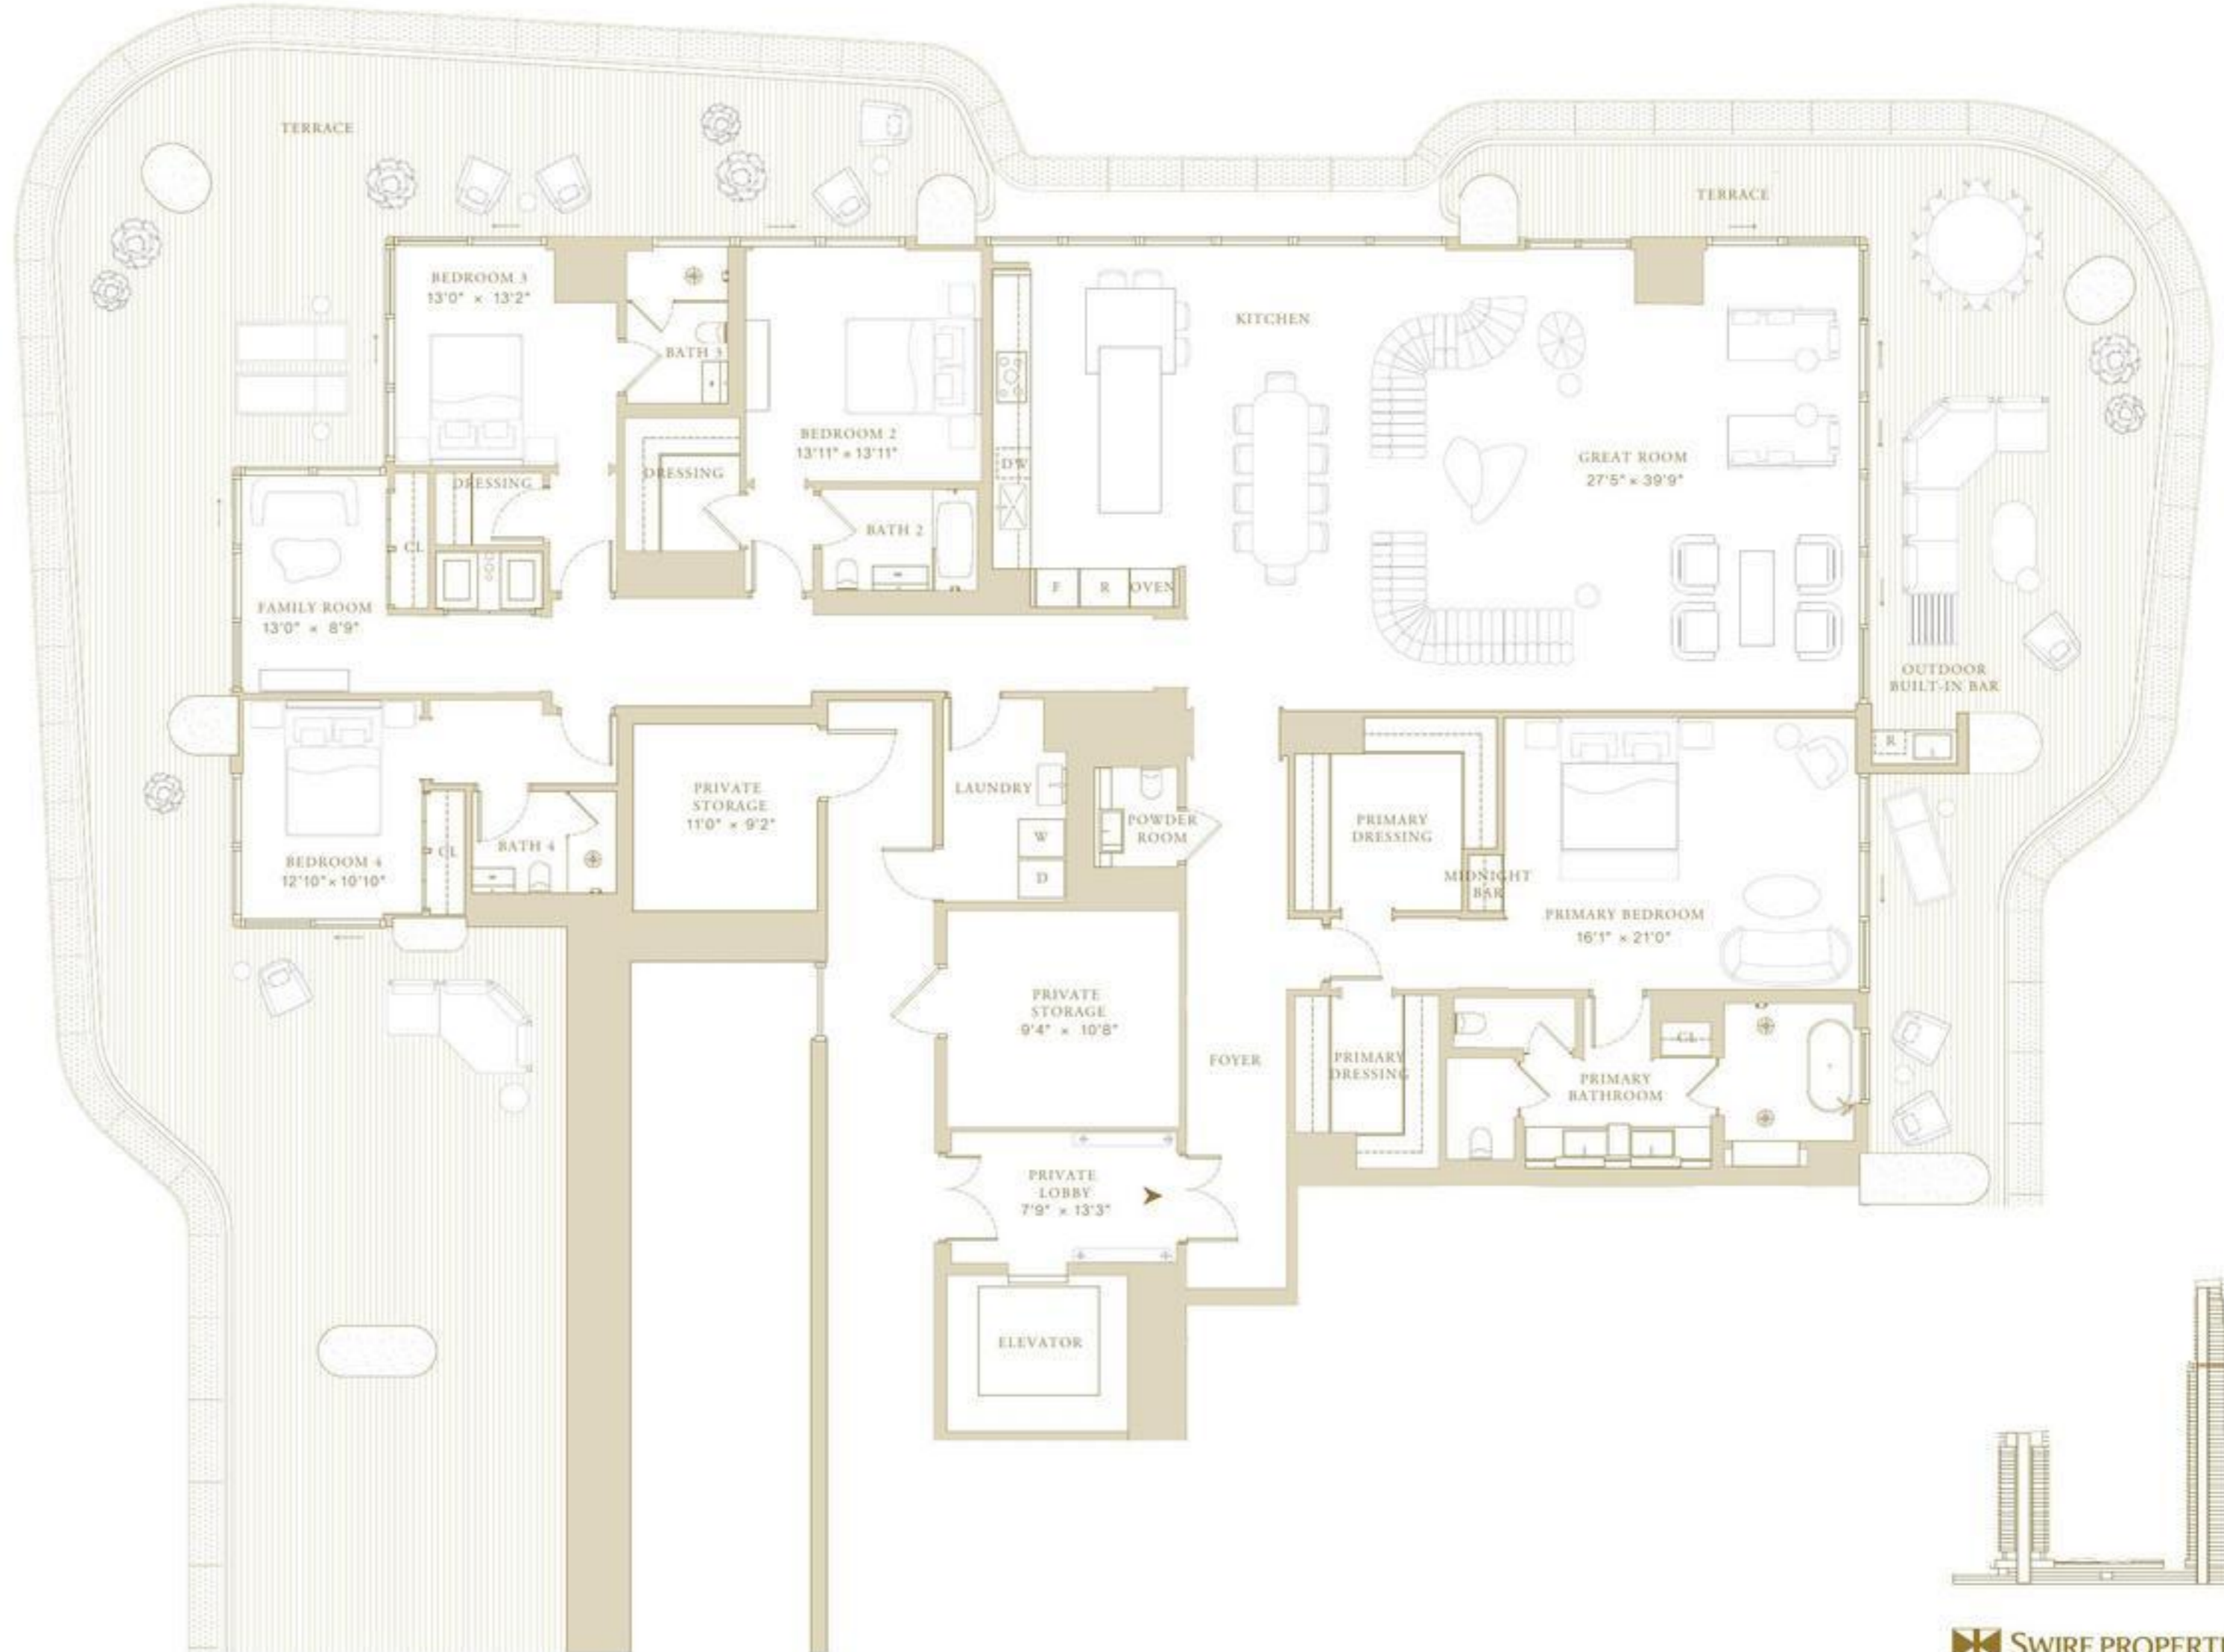 TERRACE
TERRACE
BEDROOM 3
13'0" × 13'2"
BATH 3
KITCHEN
BEDROOM 2
13'11" × 13'11"
DRESSING
DRESSING
DW
GREAT ROOM
27'5" × 39'9"
CL
BATH 2
F
R
OVEN
FAMILY ROOM
13'0" × 8'9"
OUTDOOR
BUILT-IN BAR
R
PRIVATE
STORAGE
11'0" × 9'2"
LAUNDRY
W
D
POWDER
ROOM
PRIMARY
DRESSING
MIDNIGHT
BAR
BEDROOM 4
12'10" × 10'10"
CL
BATH 4
PRIMARY BEDROOM
16'1" × 21'0"
PRIVATE
STORAGE
9'4" × 10'8"
FOYER
PRIMARY
DRESSING
CL
PRIMARY
BATHROOM
PRIVATE
LOBBY
7'9" × 13'3"
ELEVATOR
SWIRE PROPERTI